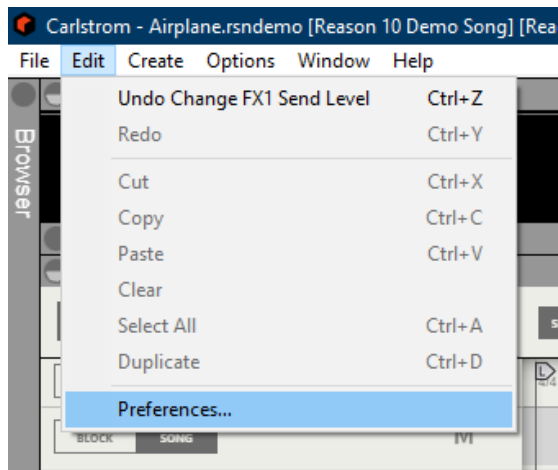 Carlstrom - Airplane.rsndemo [Reason 10 Demo Song] [Rea
File Edit Create Options Window Help
Undo Change FX1 Send Level Ctrl+Z
Redo Ctrl+Y
Cut Ctrl+X
Copy Ctrl+C
Paste Ctrl+V
Clear
Select All Ctrl+A
Duplicate Ctrl+D
Preferences...
Browser
S
L
4/4
BLOCK SONG M